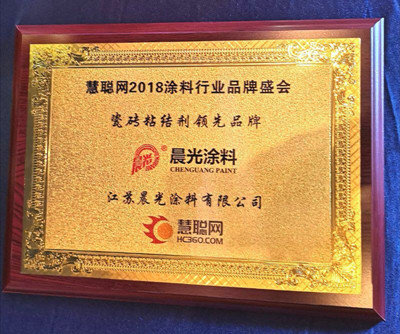 慧聪网2018涂料行业品牌盛会
瓷砖粘结剂领先品牌
晨光 晨光涂料
CHENGUANG PAINT
江苏晨光涂料有限公司
慧聪网
HC360.COM